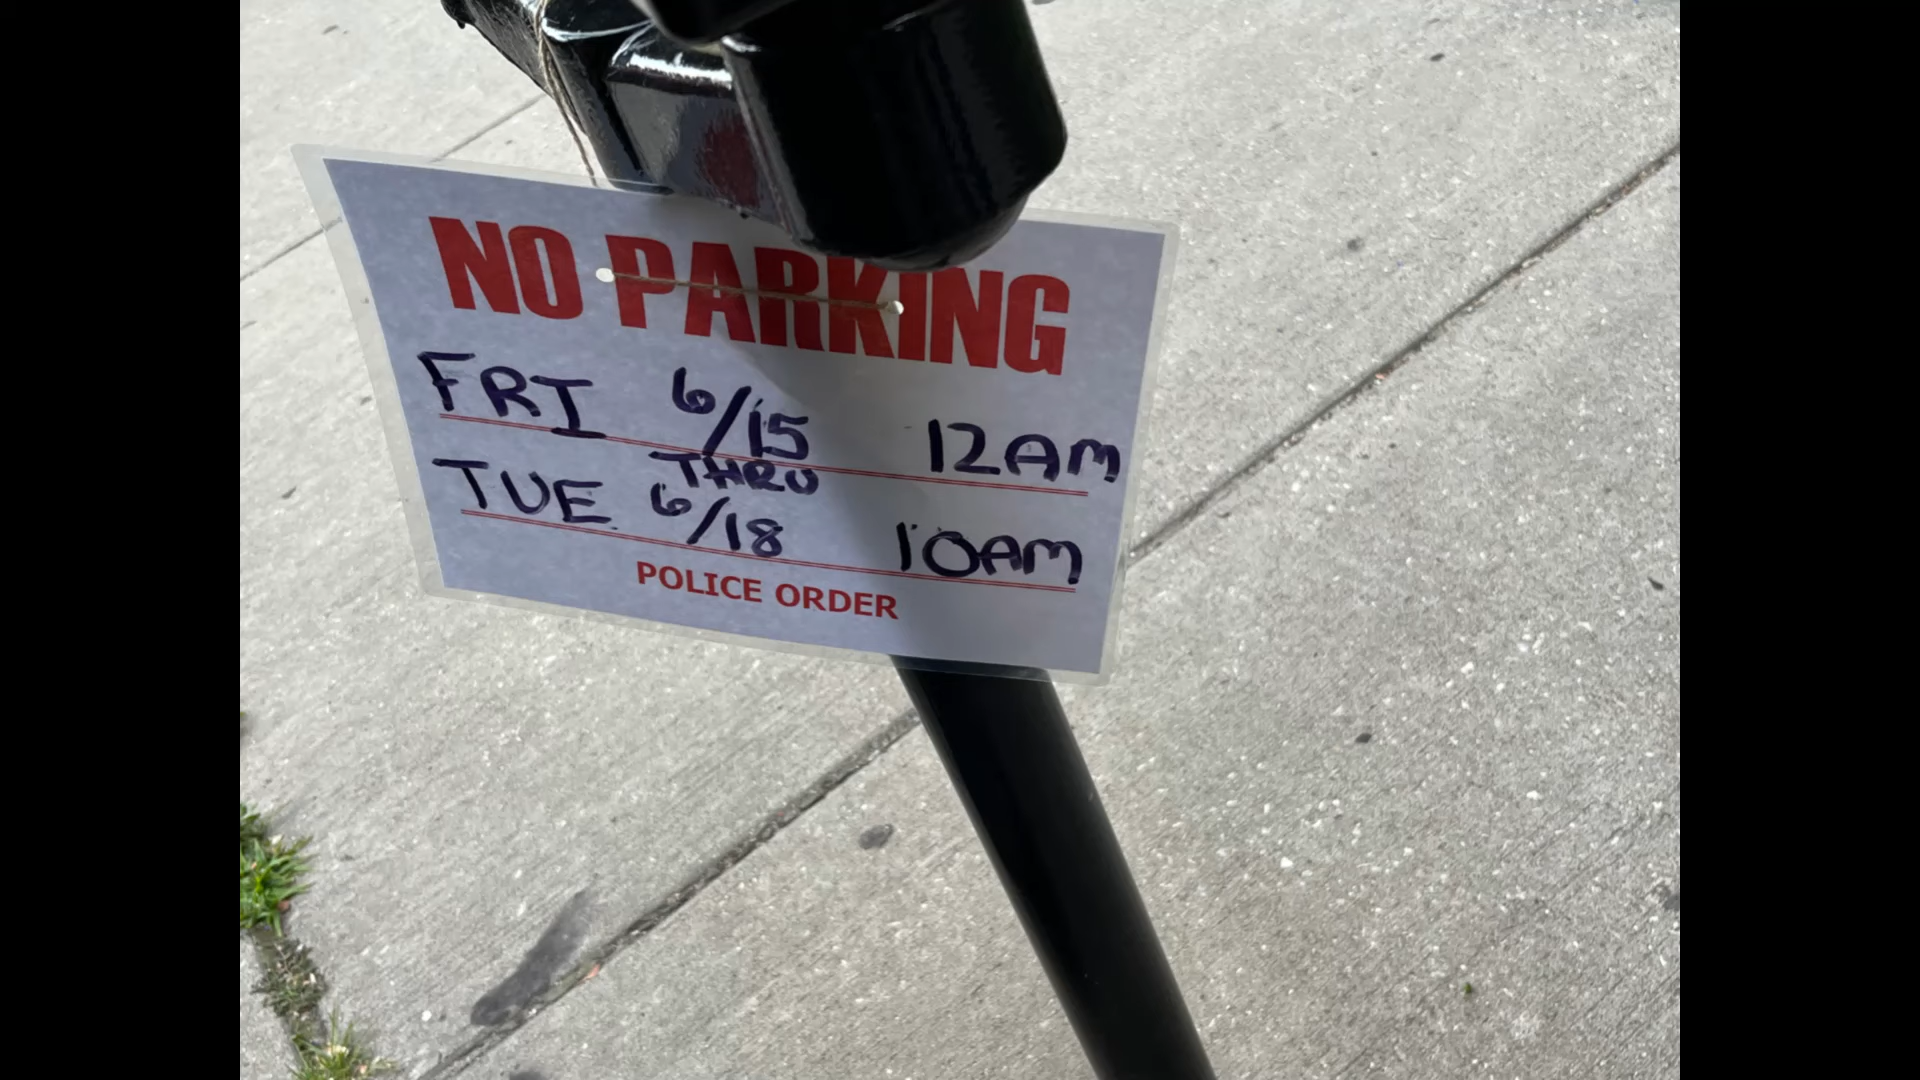 NO PARKING
FRI 6/15 12AM
THRU
TUE. 6/18 10AM
POLICE ORDER